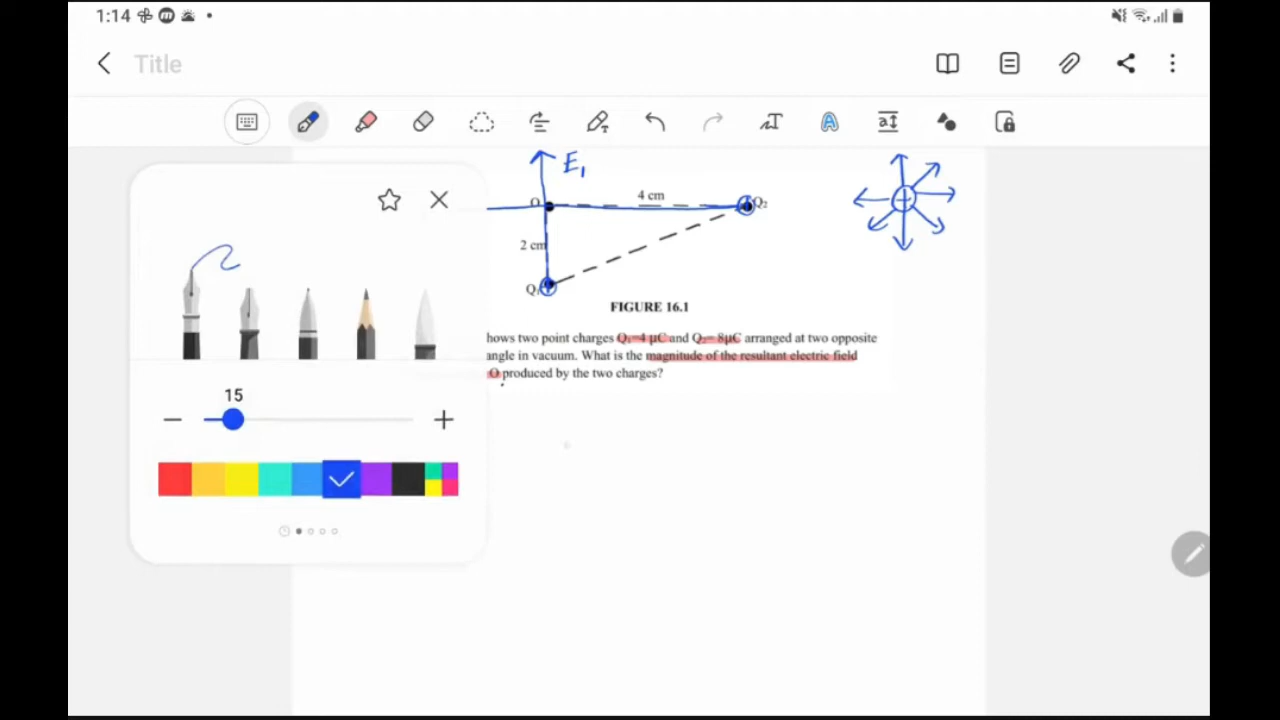 1:14
Title
E₁
O
4 cm
Q₂
2 cm
Q₁
+
FIGURE 16.1
hows two point charges Q₁=4 μC and Q₂= 8μC arranged at two opposite
angle in vacuum. What is the magnitude of the resultant electric field
O produced by the two charges?
15